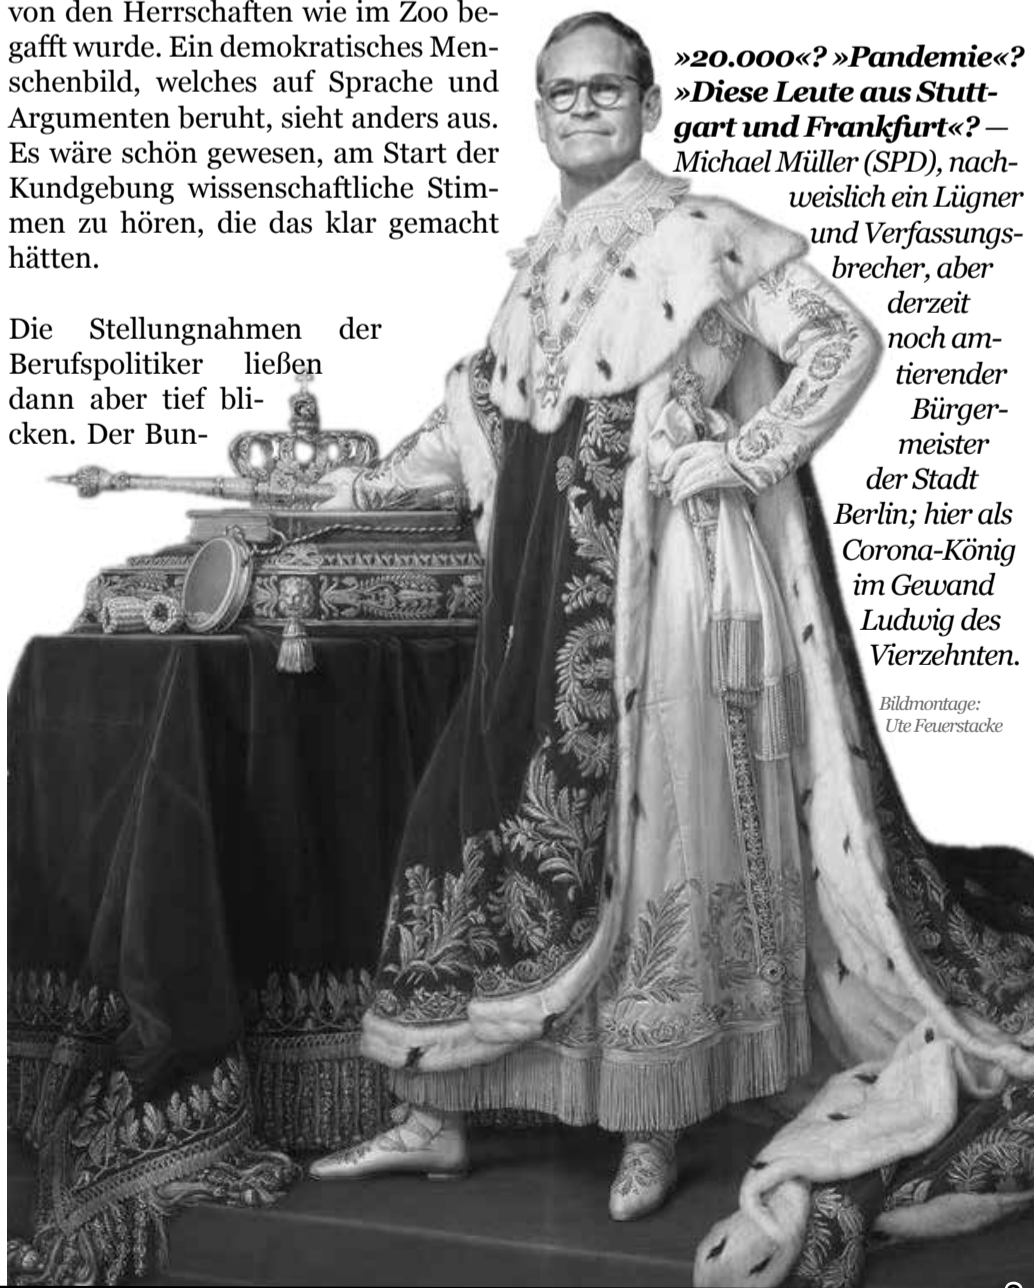 von den Herrschaften wie im Zoo be-
gafft wurde. Ein demokratisches Men-
schenbild, welches auf Sprache und
Argumenten beruht, sieht anders aus.
Es wäre schön gewesen, am Start der
Kundgebung wissenschaftliche Stim-
men zu hören, die das klar gemacht
hätten.
Die Stellungnahmen der
Berufspolitiker ließen
dann aber tief bli-
cken. Der Bun-
»20.000«? »Pandemie«?
»Diese Leute aus Stutt-
gart und Frankfurt«? —
Michael Müller (SPD), nach-
weislich ein Lügner
und Verfassungs-
brecher, aber
derzeit
noch am-
tierender
Bürger-
meister
der Stadt
Berlin; hier als
Corona-König
im Gewand
Ludwig des
Vierzehnten.
Bildmontage:
Ute Feuerstacke